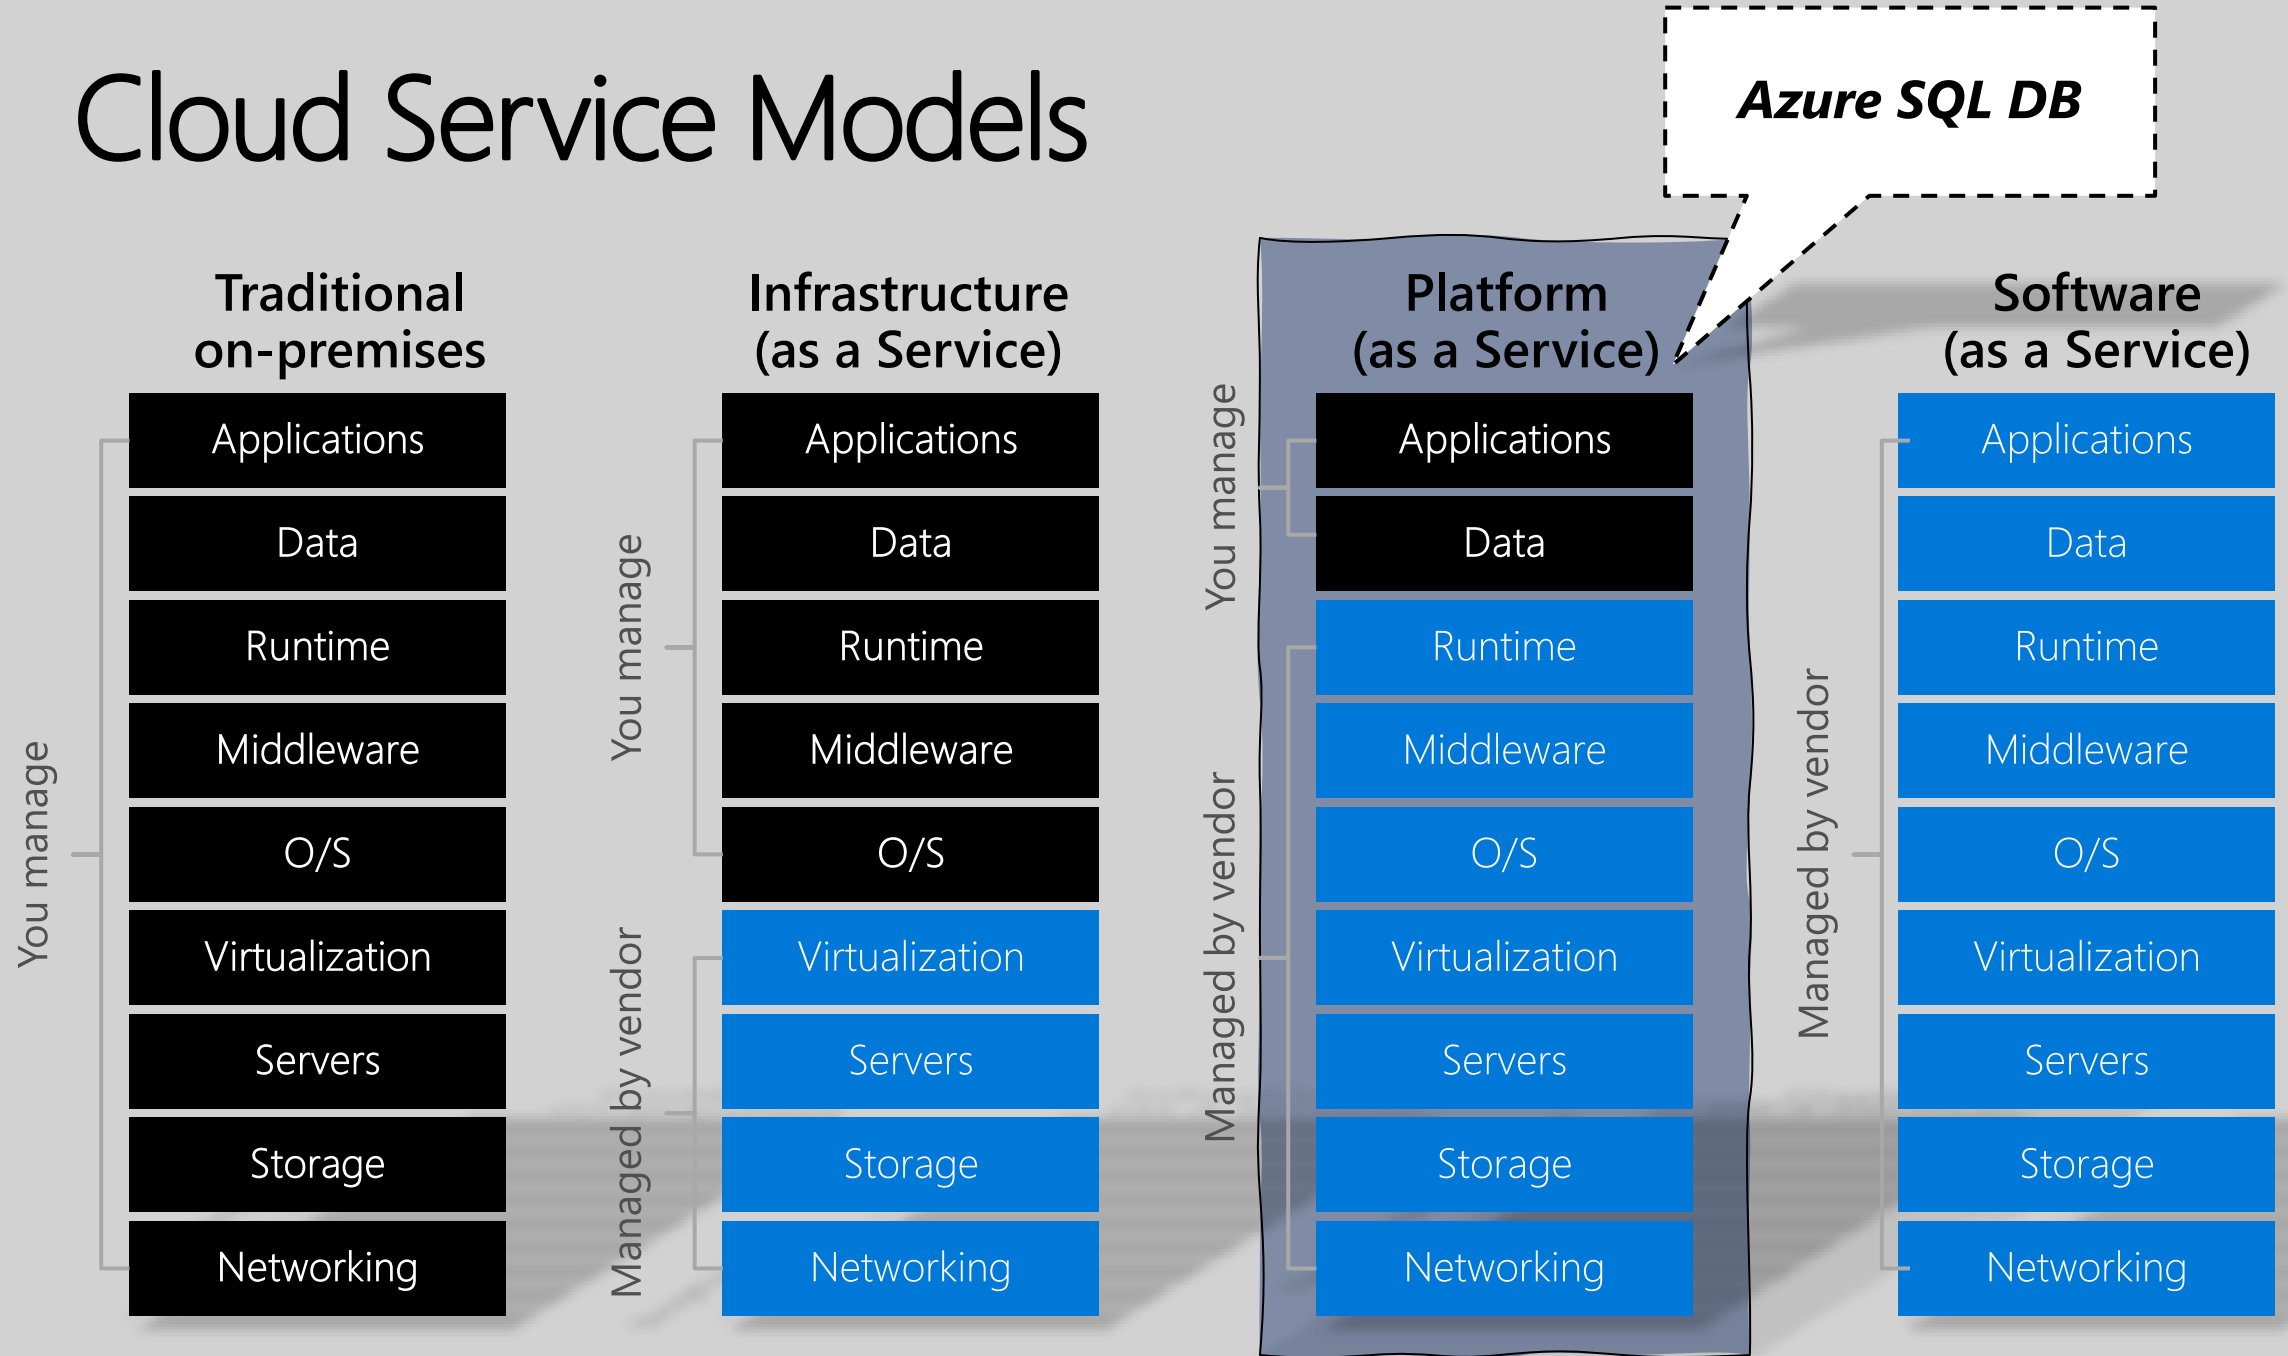 Cloud Service Models
Azure SQL DB
Traditional
on-premises
You manage
Applications
Data
Runtime
Middleware
O/S
Virtualization
Servers
Storage
Networking
Infrastructure
(as a Service)
You manage
Managed by vendor
Applications
Data
Runtime
Middleware
O/S
Virtualization
Servers
Storage
Networking
Platform
(as a Service)
You manage
Managed by vendor
Applications
Data
Runtime
Middleware
O/S
Virtualization
Servers
Storage
Networking
Software
(as a Service)
Managed by vendor
Applications
Data
Runtime
Middleware
O/S
Virtualization
Servers
Storage
Networking